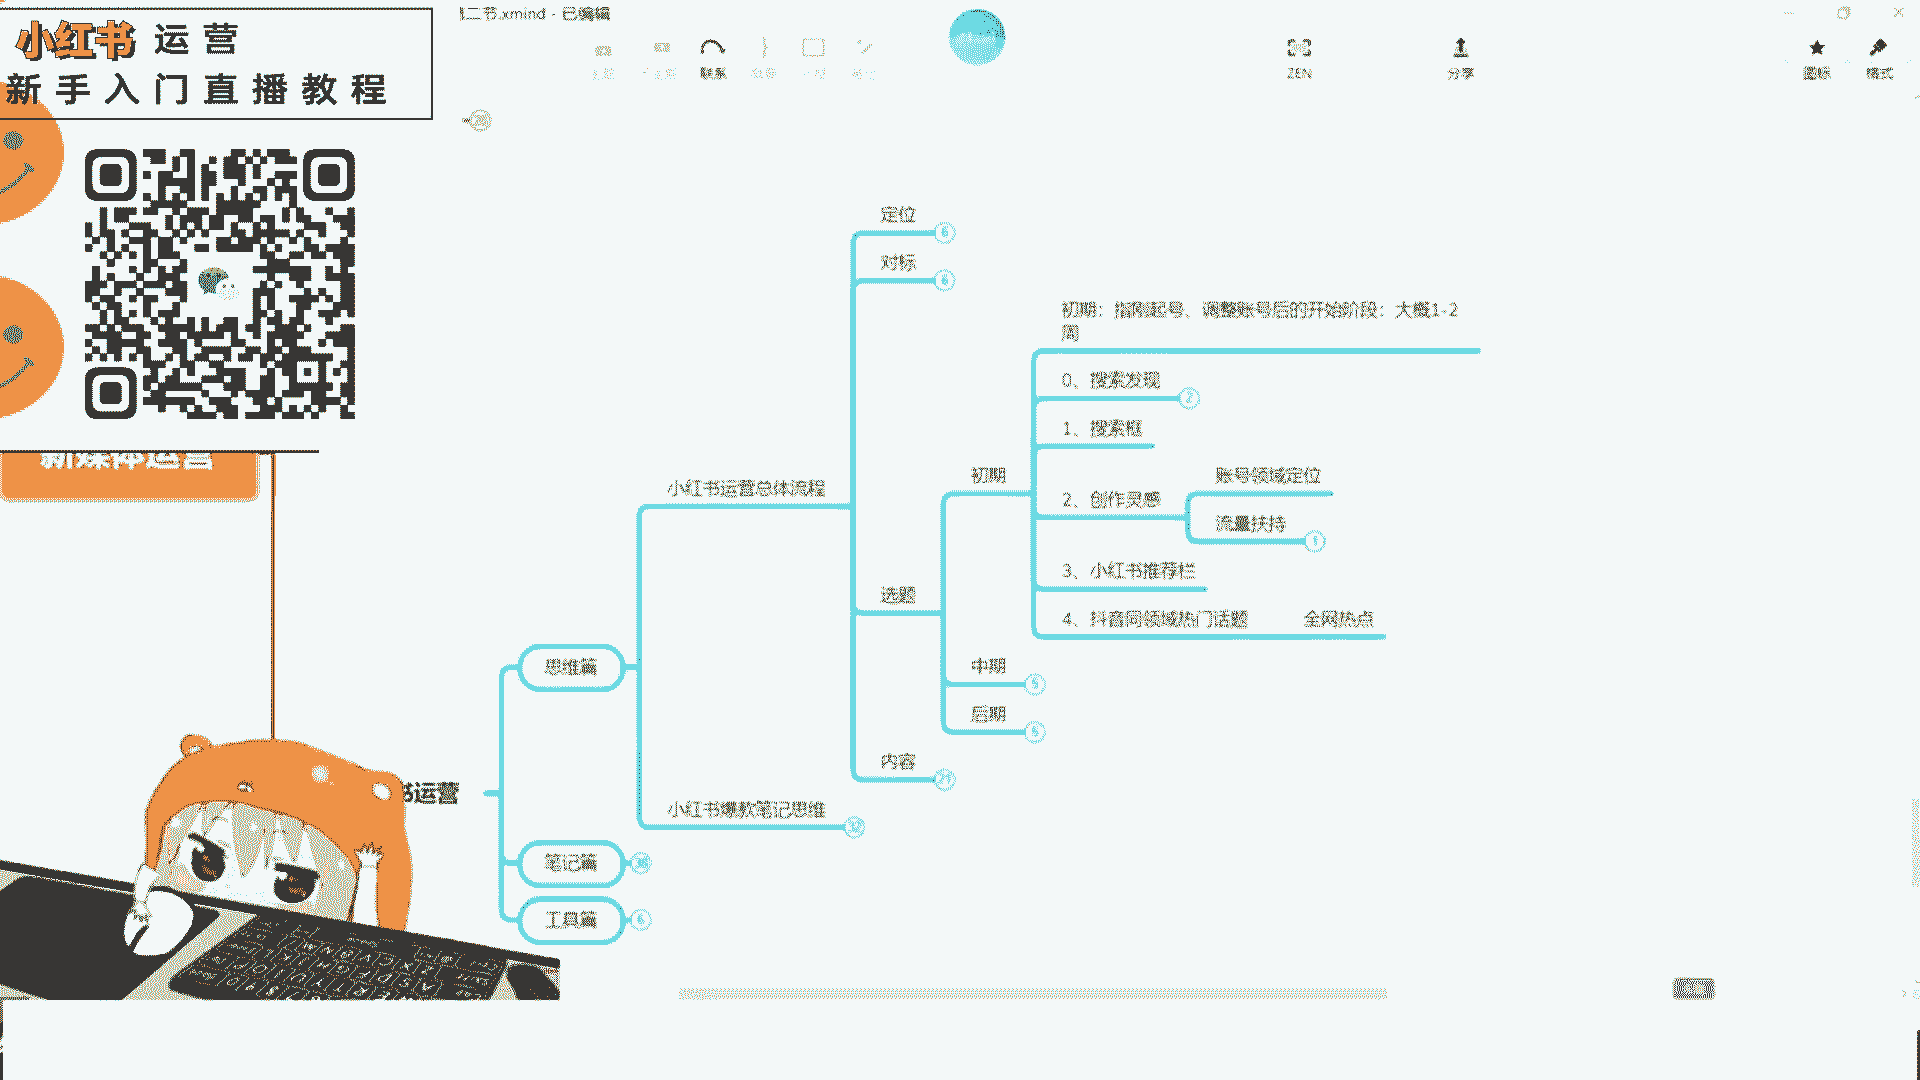 小红书 运营
新手入门直播教程
二节.xmind - 已编辑
联系
ZEN
分享
图标
格式
定位
6
对标
初期：指刚起号、调整账号后的开始阶段：大概1-2
周
0、搜索发现
2
1、搜索框
初期
账号领域定位
2、创作灵感
流量扶持
1
小红书运营总体流程
3、小红书推荐栏
选题
4、抖音同领域热门话题 全网热点
思维篇
中期
5
后期
5
内容
小红书爆款笔记思维
书运营
笔记篇
工具篇
6
新媒体运营